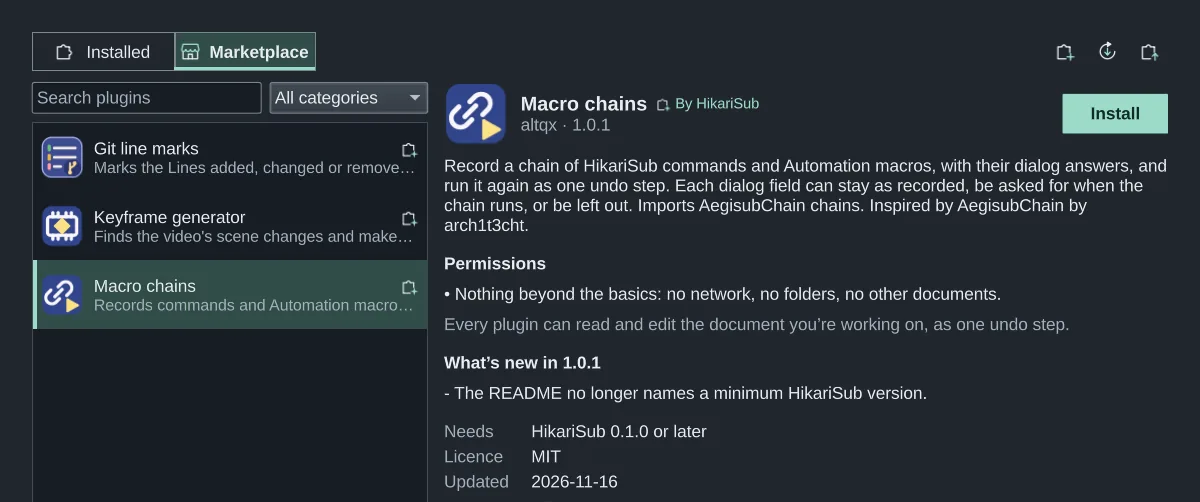 Installed
Marketplace
Search plugins
All categories
Git line marks
Marks the Lines added, changed or remove…
Keyframe generator
Finds the video's scene changes and make…
Macro chains
Records commands and Automation macro…
Macro chains By HikariSub
altqx · 1.0.1
Install
Record a chain of HikariSub commands and Automation macros, with their dialog answers, and
run it again as one undo step. Each dialog field can stay as recorded, be asked for when the
chain runs, or be left out. Imports AegisubChain chains. Inspired by AegisubChain by
arch1t3cht.
Permissions
• Nothing beyond the basics: no network, no folders, no other documents.
Every plugin can read and edit the document you’re working on, as one undo step.
What’s new in 1.0.1
- The README no longer names a minimum HikariSub version.
Needs HikariSub 0.1.0 or later
Licence MIT
Updated 2026-11-16